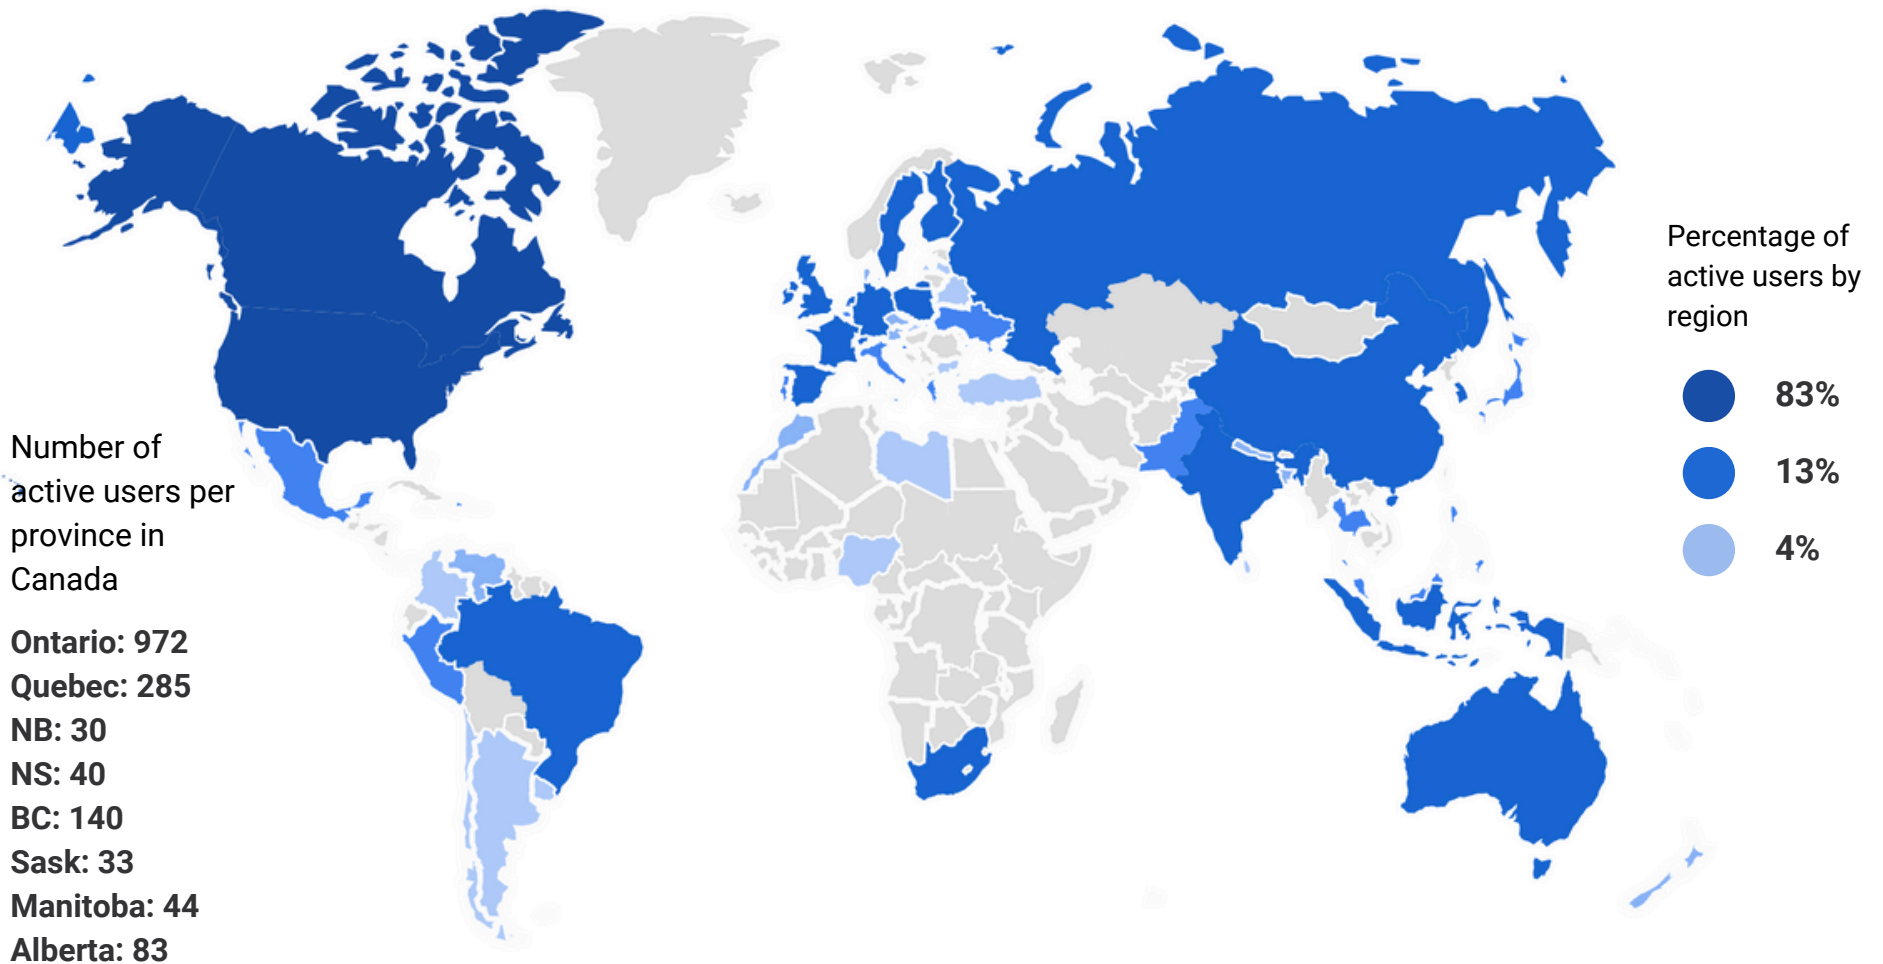 Percentage of
active users by
region
83%
13%
4%
Number of
active users per
province in
Canada
Ontario: 972
Quebec: 285
NB: 30
NS: 40
BC: 140
Sask: 33
Manitoba: 44
Alberta: 83